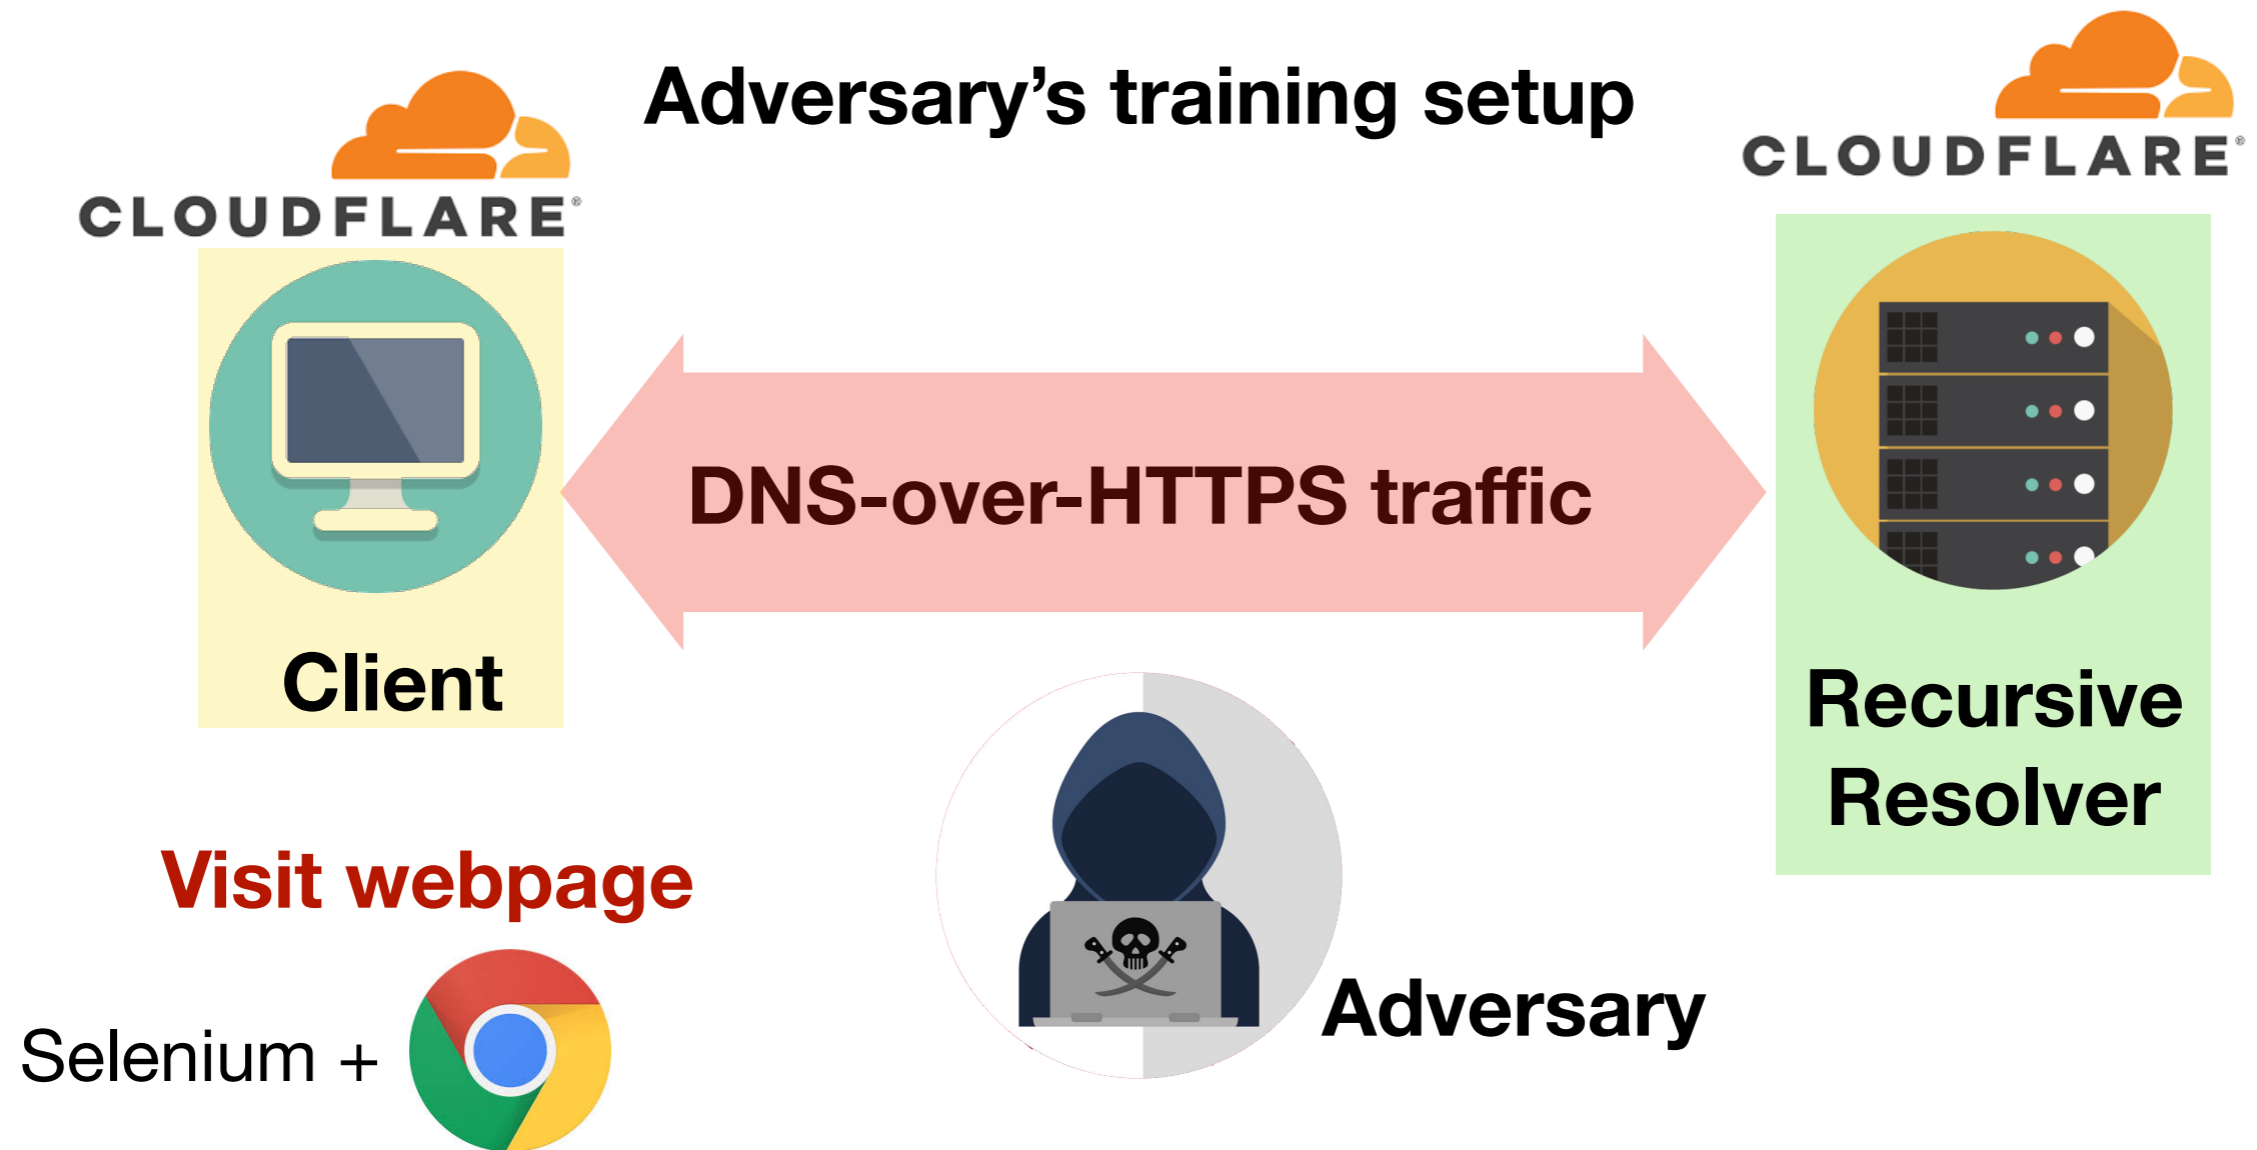 Adversary’s training setup
CLOUDFLARE®
CLOUDFLARE®
DNS-over-HTTPS traffic
Client
Recursive
Resolver
Visit webpage
Adversary
Selenium +